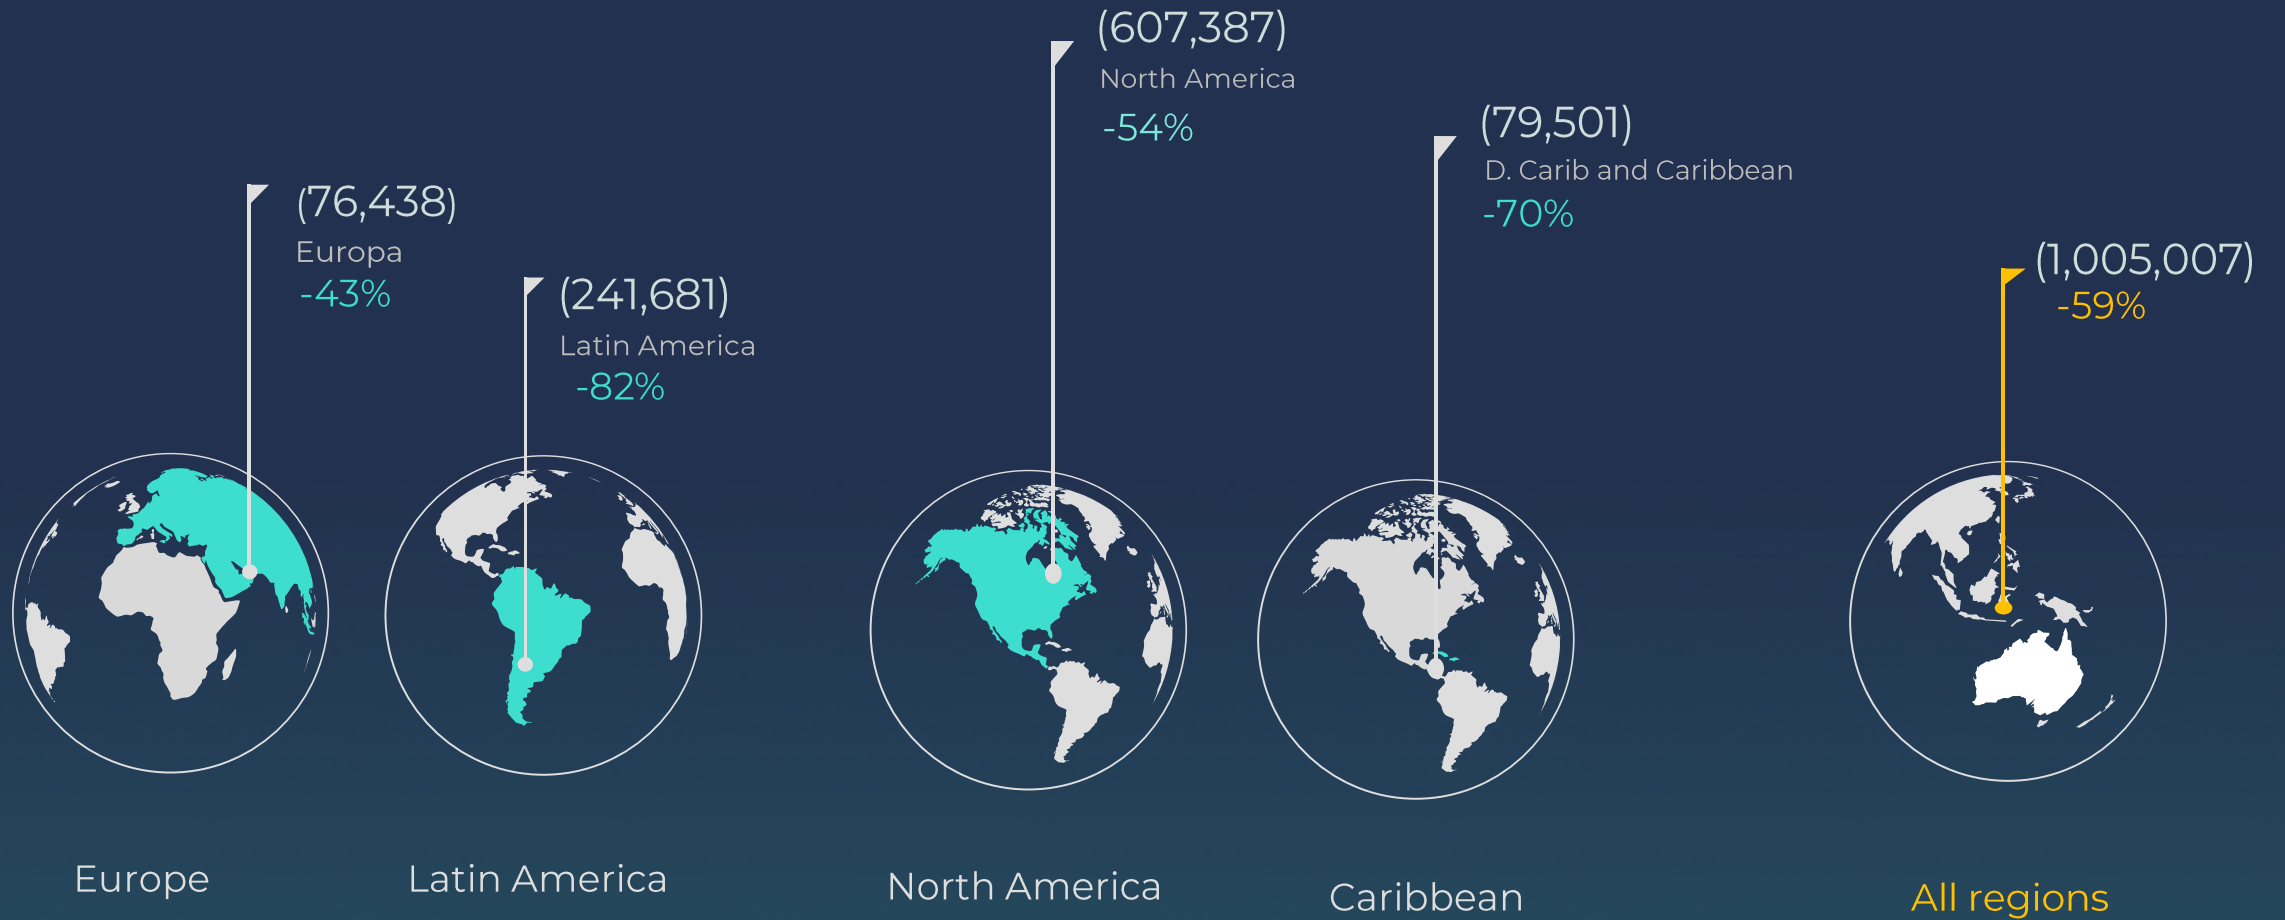 (76,438)
Europa
-43%
(241,681)
Latin America
-82%
(607,387)
North America
-54%
(79,501)
D. Carib and Caribbean
-70%
(1,005,007)
-59%
Europe
Latin America
North America
Caribbean
All regions